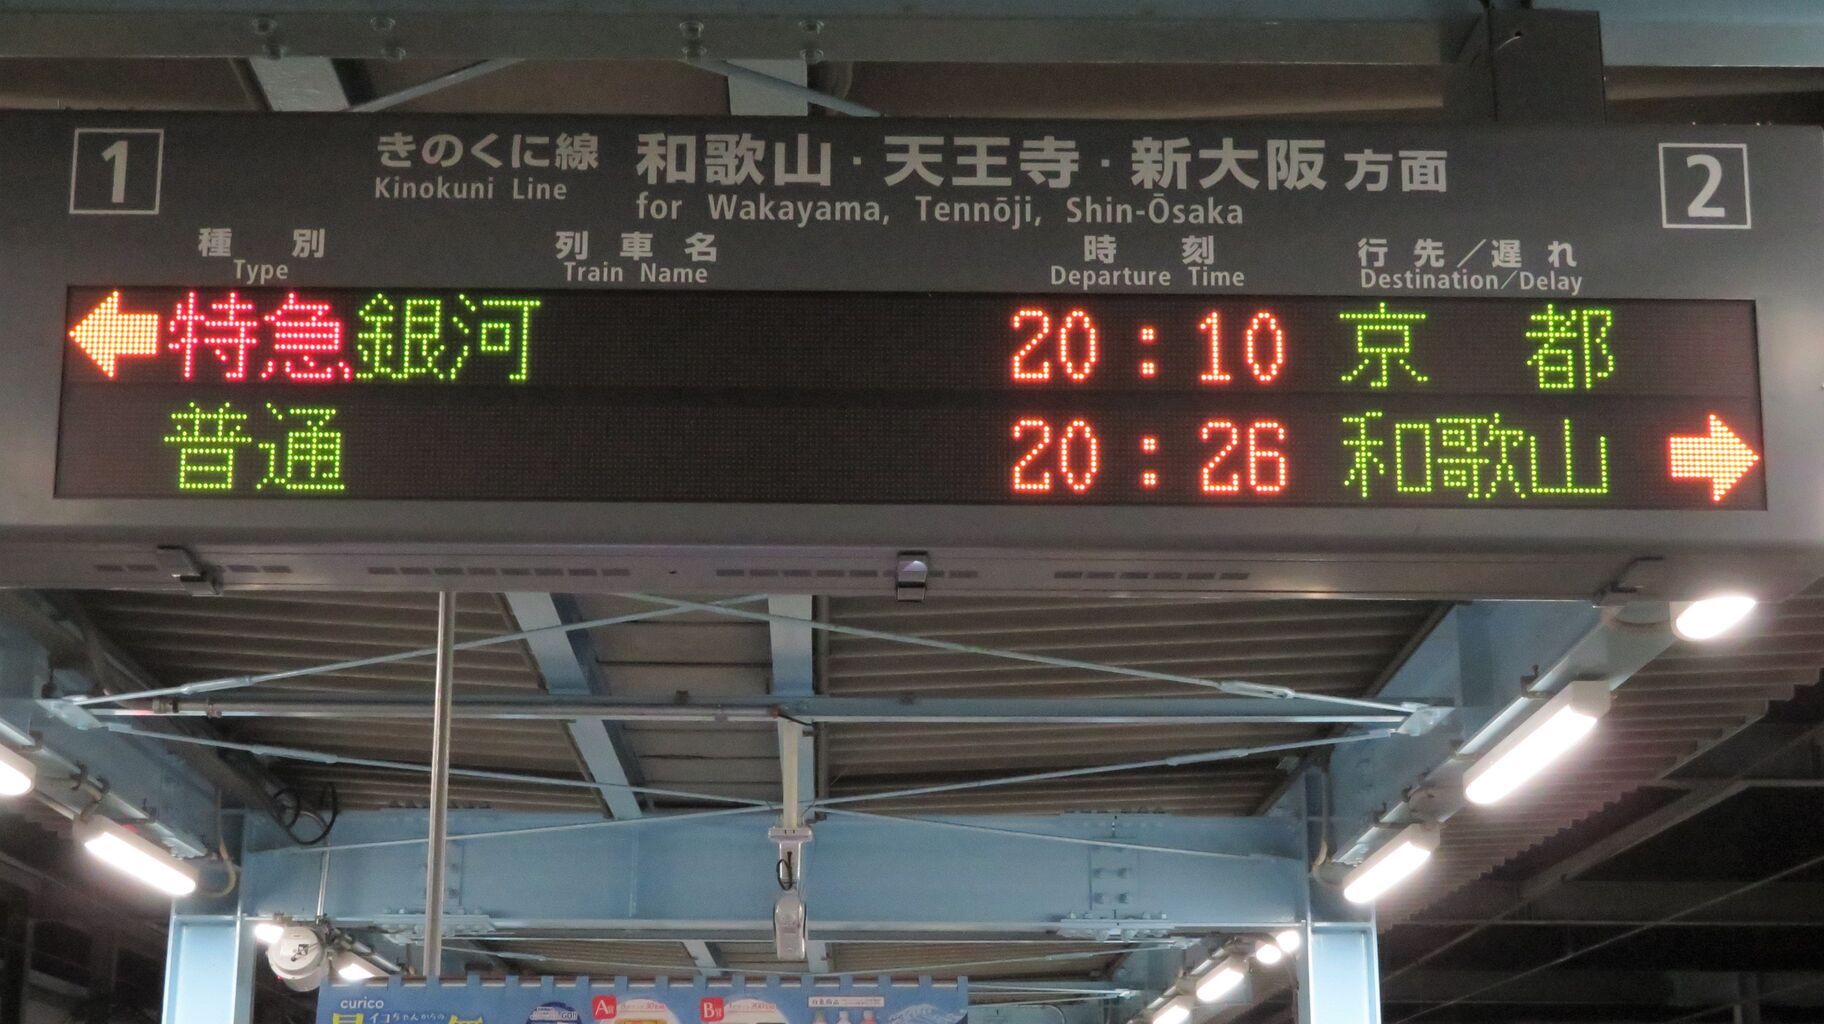 1 きのくに線 和歌山・天王寺・新大阪 方面 2
Kinokuni Line for Wakayama, Tennōji, Shin-Ōsaka
種別 列車名 時刻 行先/遅れ
Type Train Name Departure Time Destination/Delay
← 特急 銀河 20:10 京都
普通 20:26 和歌山 →
curico